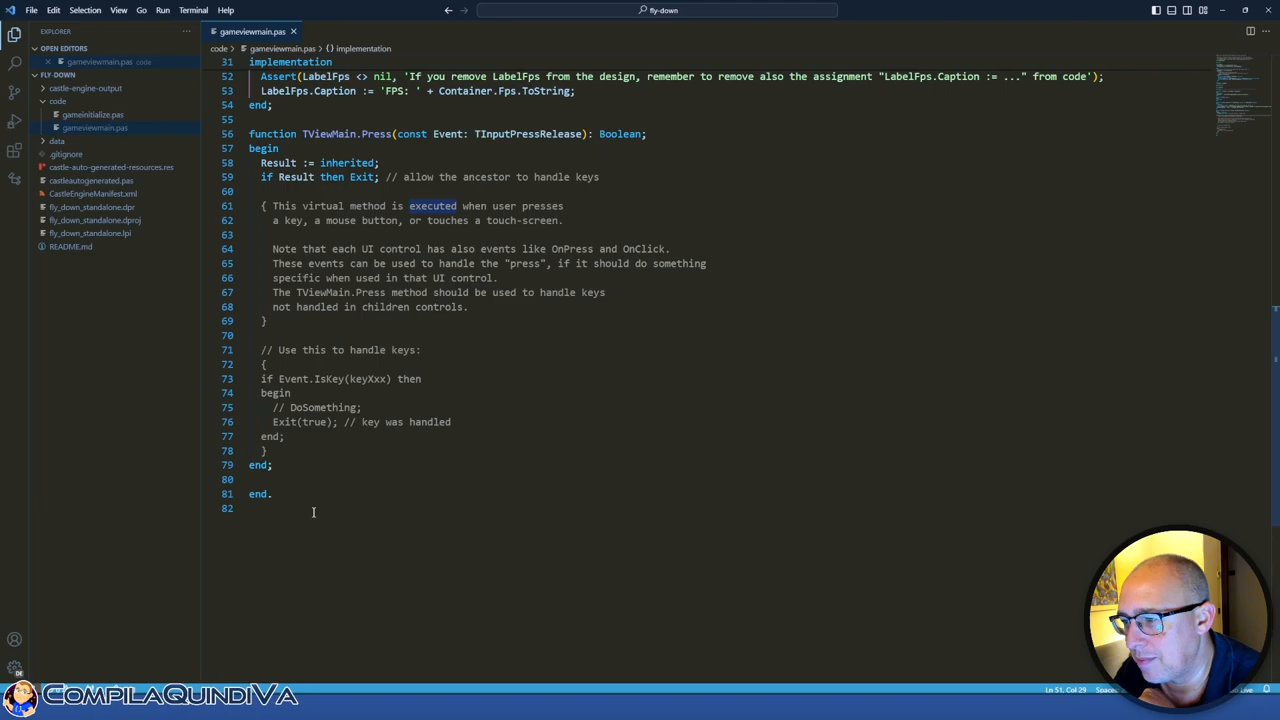 File Edit Selection View Go Run Terminal Help
fly-down
EXPLORER
OPEN EDITORS
gameviewmain.pas code
FLY-DOWN
castle-engine-output
code
gameinitialize.pas
gameviewmain.pas
data
.gitignore
castle-auto-generated-resources.res
castleautogenerated.pas
CastleEngineManifest.xml
fly_down_standalone.dpr
fly_down_standalone.dproj
fly_down_standalone.lpi
README.md
gameviewmain.pas
code > gameviewmain.pas > {} implementation
31 implementation
52 Assert(LabelFps <> nil, 'If you remove LabelFps from the design, remember to remove also the assignment "LabelFps.Caption := ..." from code');
53 LabelFps.Caption := 'FPS: ' + Container.Fps.ToString;
54 end;
55
56 function TViewMain.Press(const Event: TInputPressRelease): Boolean;
57 begin
58 Result := inherited;
59 if Result then Exit; // allow the ancestor to handle keys
60
61 { This virtual method is executed when user presses
62 a key, a mouse button, or touches a touch-screen.
63
64 Note that each UI control has also events like OnPress and OnClick.
65 These events can be used to handle the "press", if it should do something
66 specific when used in that UI control.
67 The TViewMain.Press method should be used to handle keys
68 not handled in children controls.
69 }
70
71 // Use this to handle keys:
72 {
73 if Event.IsKey(keyXxx) then
74 begin
75 // DoSomething;
76 Exit(true); // key was handled
77 end;
78 }
79 end;
80
81 end.
82
DE
COMPILAQUINDIVA
Ln 51, Col 29